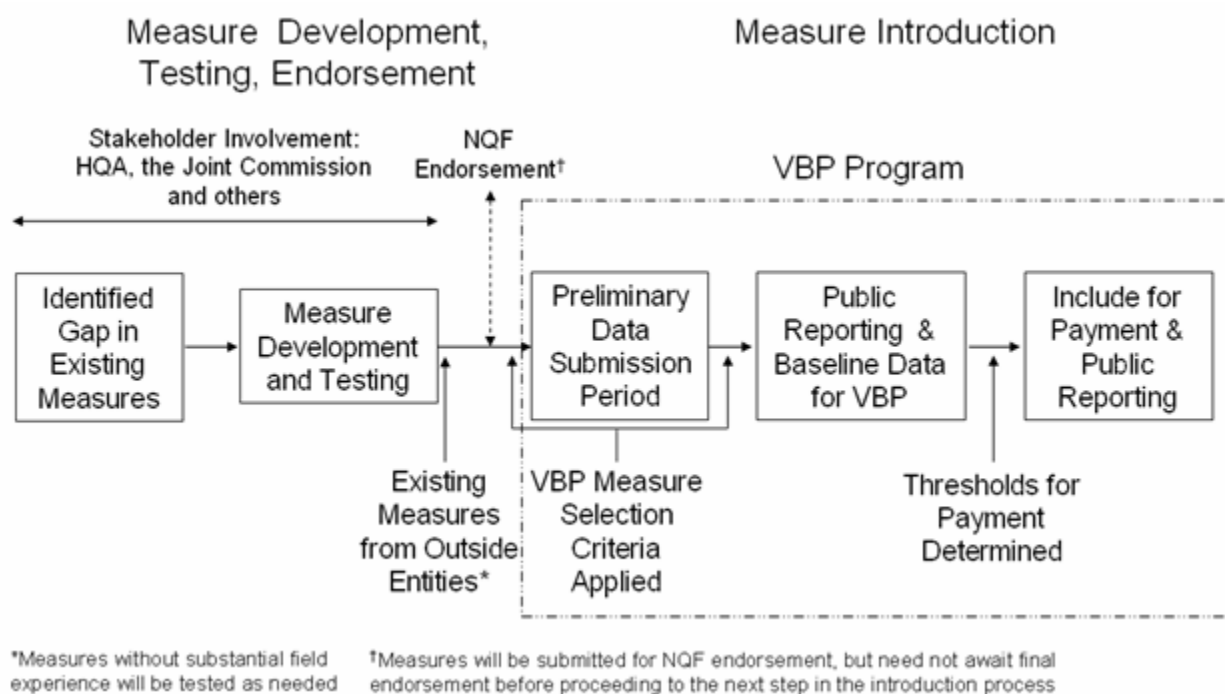 Measure Development,
Testing, Endorsement
Measure Introduction
Stakeholder Involvement:
HQA, the Joint Commission
and others
NQF
Endorsement†
VBP Program
Identified
Gap in
Existing
Measures
Measure
Development
and Testing
Preliminary
Data
Submission
Period
Public
Reporting &
Baseline Data
for VBP
Include for
Payment &
Public
Reporting
Existing
Measures
from Outside
Entities*
VBP Measure
Selection
Criteria
Applied
Thresholds for
Payment
Determined
*Measures without substantial field
experience will be tested as needed
†Measures will be submitted for NQF endorsement, but need not await final
endorsement before proceeding to the next step in the introduction process